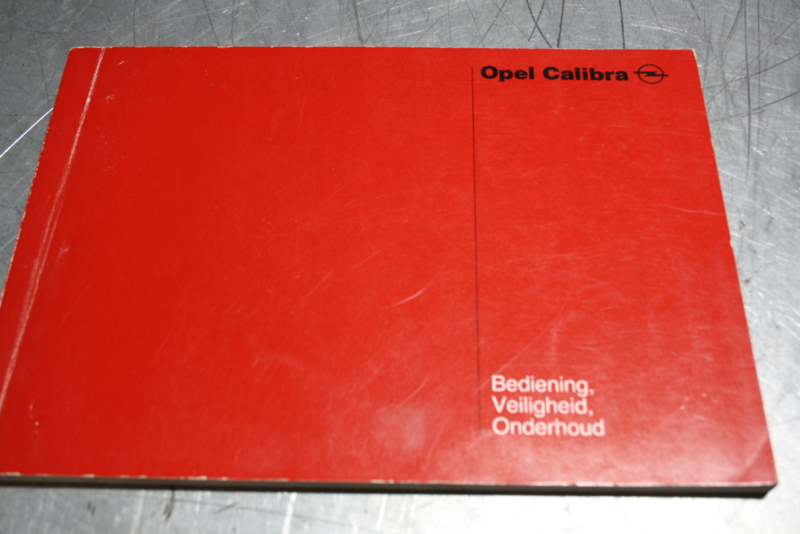 Opel Calibra
Bediening,
Veiligheid,
Onderhoud